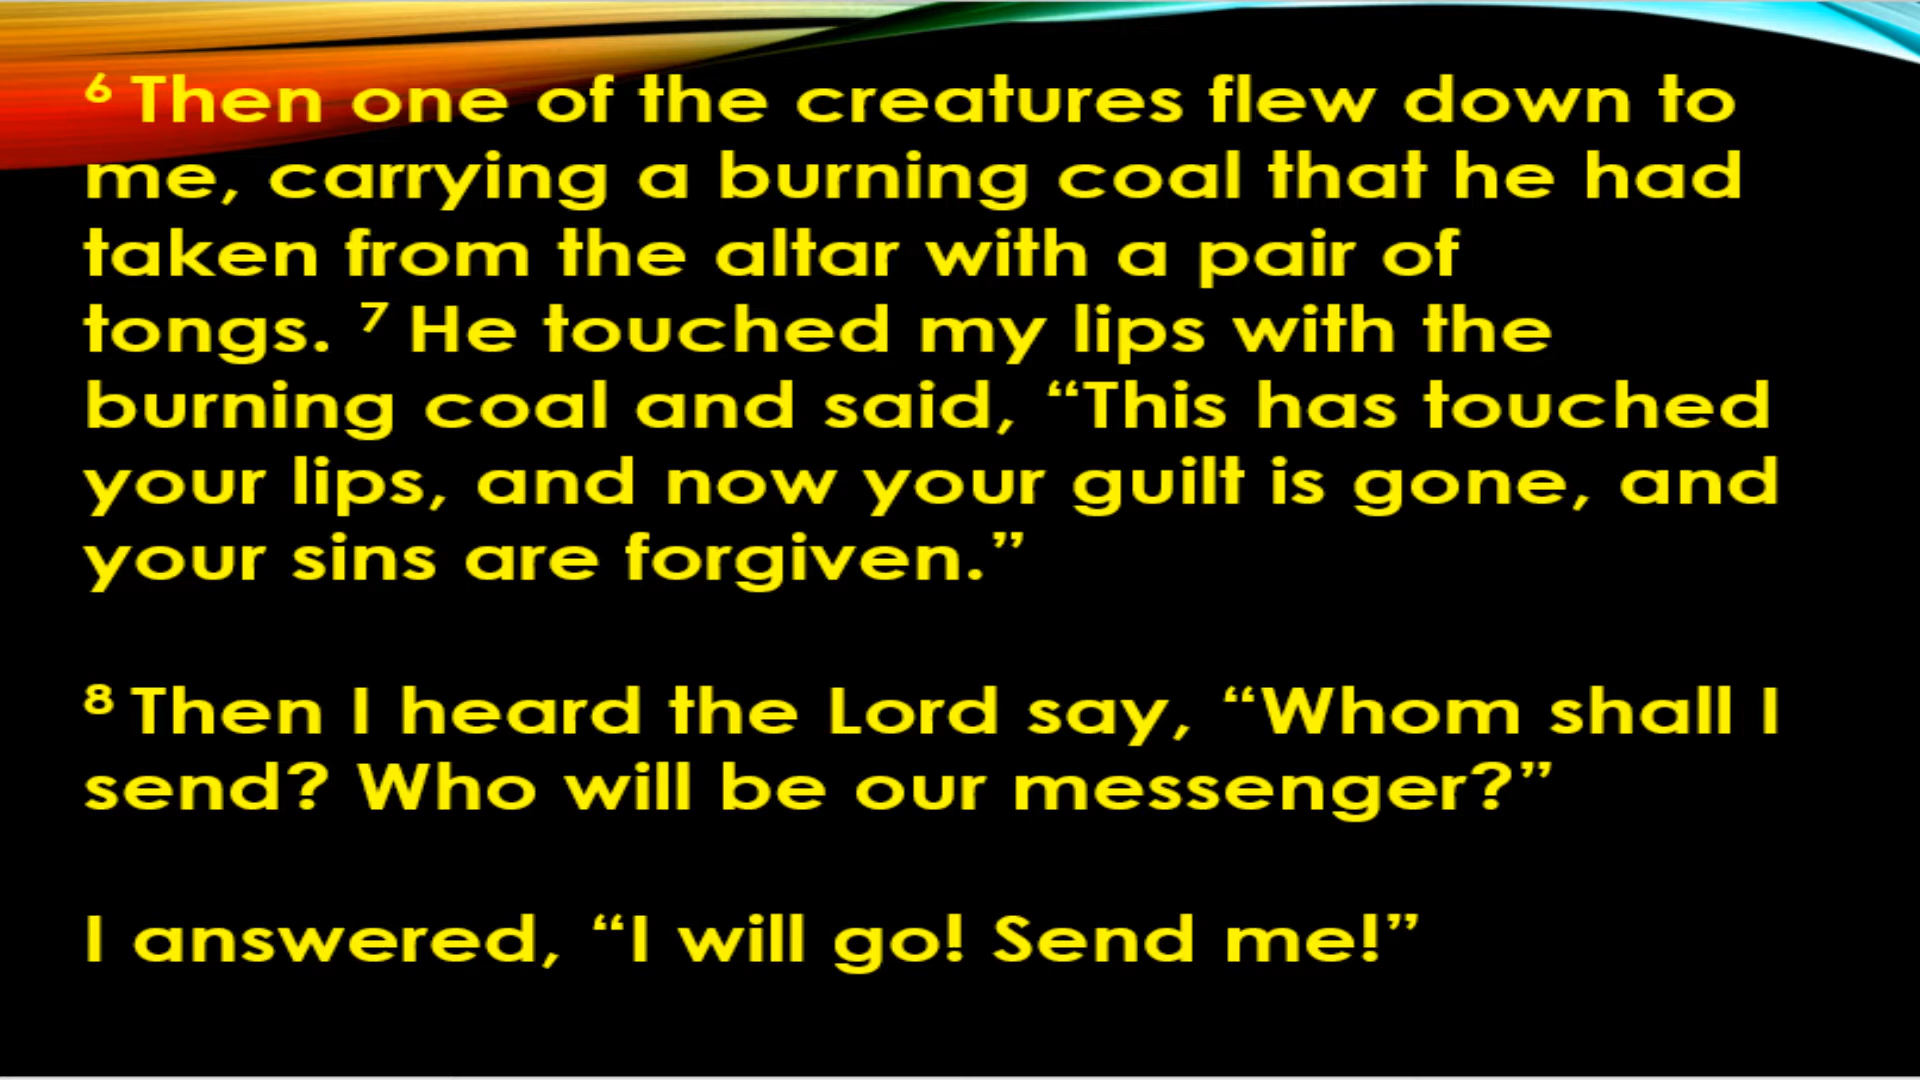 ⁶ Then one of the creatures flew down to
me, carrying a burning coal that he had
taken from the altar with a pair of
tongs. ⁷ He touched my lips with the
burning coal and said, “This has touched
your lips, and now your guilt is gone, and
your sins are forgiven.”
⁸ Then I heard the Lord say, “Whom shall I
send? Who will be our messenger?”
I answered, “I will go! Send me!”